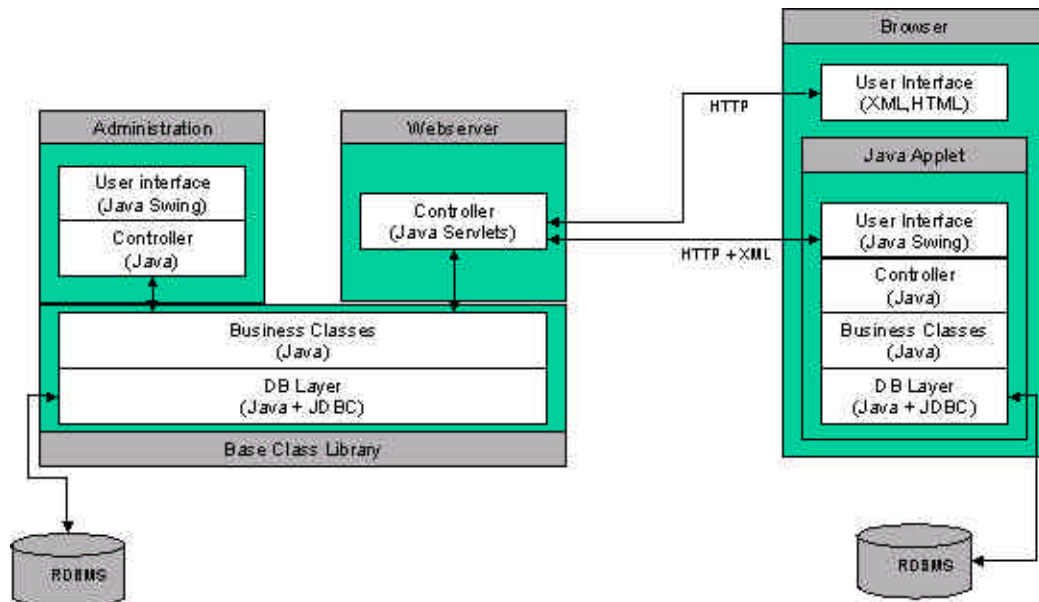 Browser
User Interface
(XML,HTML)
HTTP
Administration
Webserver
Java Applet
User interface
(Java Swing)
Controller
(Java)
Controller
(Java Servlets)
User Interface
(Java Swing)
HTTP + XML
Controller
(Java)
Business Classes
(Java)
Business Classes
(Java)
DB Layer
(Java + JDBC)
DB Layer
(Java + JDBC)
Base Class Library
RDBMS
RDBMS